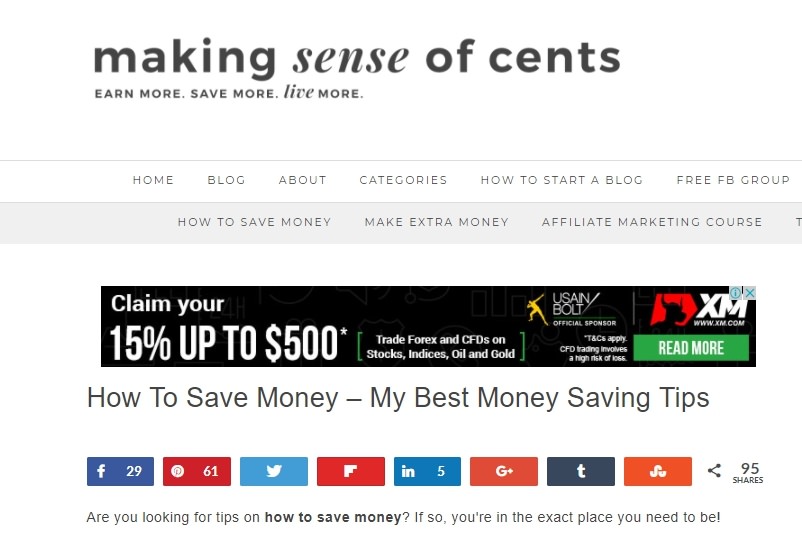 making sense of cents
EARN MORE. SAVE MORE. live MORE.
HOME BLOG ABOUT CATEGORIES HOW TO START A BLOG FREE FB GROUP
HOW TO SAVE MONEY MAKE EXTRA MONEY AFFILIATE MARKETING COURSE T
Claim your
15% UP TO $500*
[ Trade Forex and CFDs on
Stocks, Indices, Oil and Gold ]
USAIN
BOLT
OFFICIAL SPONSOR
*T&Cs apply.
CFD trading involves
a high risk of loss.
XM
WWW.XM.COM
READ MORE
How To Save Money – My Best Money Saving Tips
f 29 61 in 5 G+ t 95
SHARES
Are you looking for tips on how to save money? If so, you're in the exact place you need to be!